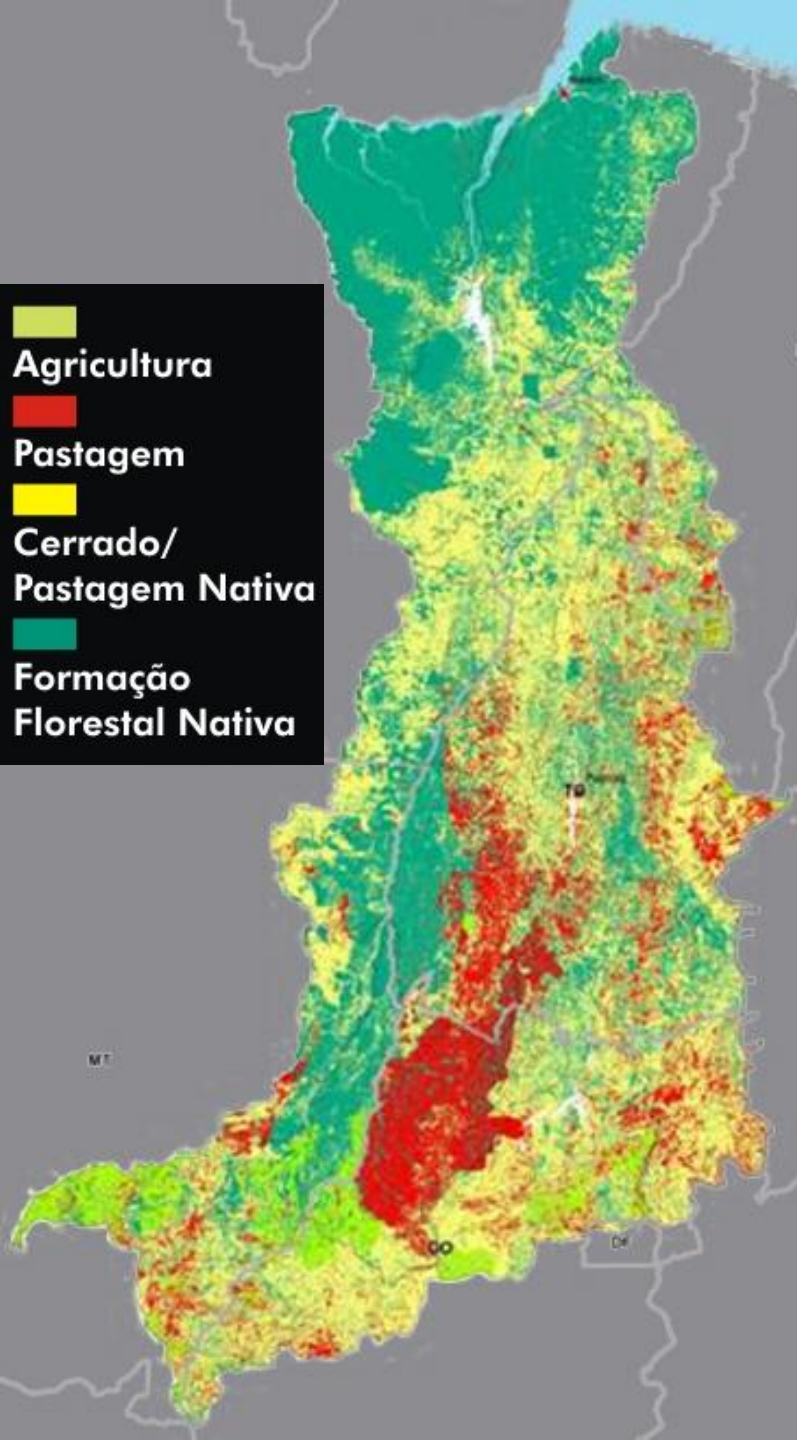 Agricultura
Pastagem
Cerrado/
Pastagem Nativa
Formação
Florestal Nativa
TO
MT
GO
DF